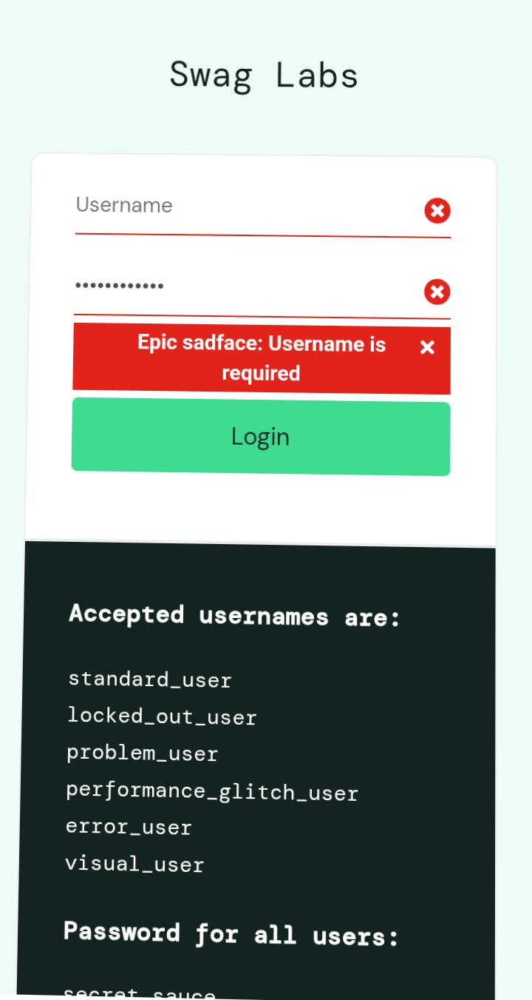 Swag Labs
Username
••••••••••••
Epic sadface: Username is
required
Login
Accepted usernames are:
standard_user
locked_out_user
problem_user
performance_glitch_user
error_user
visual_user
Password for all users:
secret_sauce